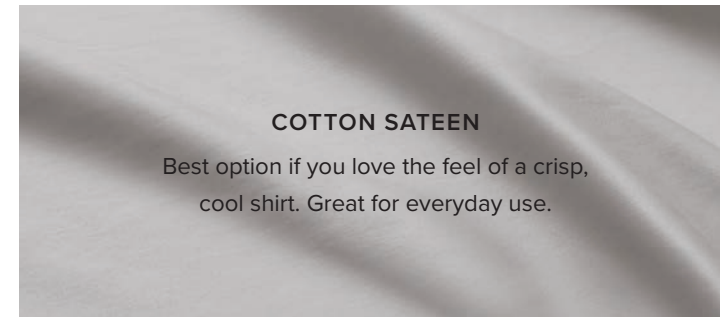 COTTON SATEEN
Best option if you love the feel of a crisp,
cool shirt. Great for everyday use.